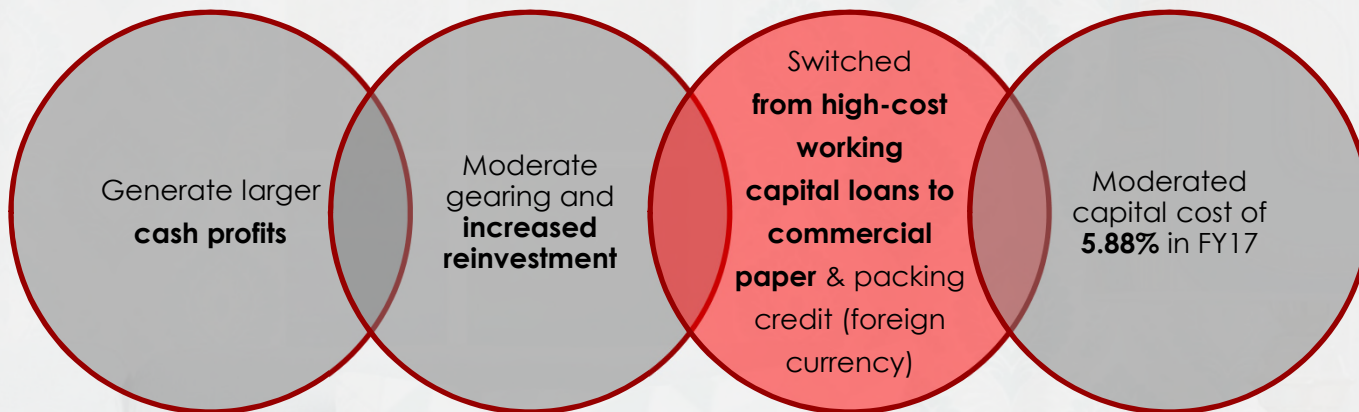 Generate larger
cash profits
Moderate
gearing and
increased
reinvestment
Switched
from high-cost
working
capital loans to
commercial
paper & packing
credit (foreign
currency)
Moderated
capital cost of
5.88% in FY17